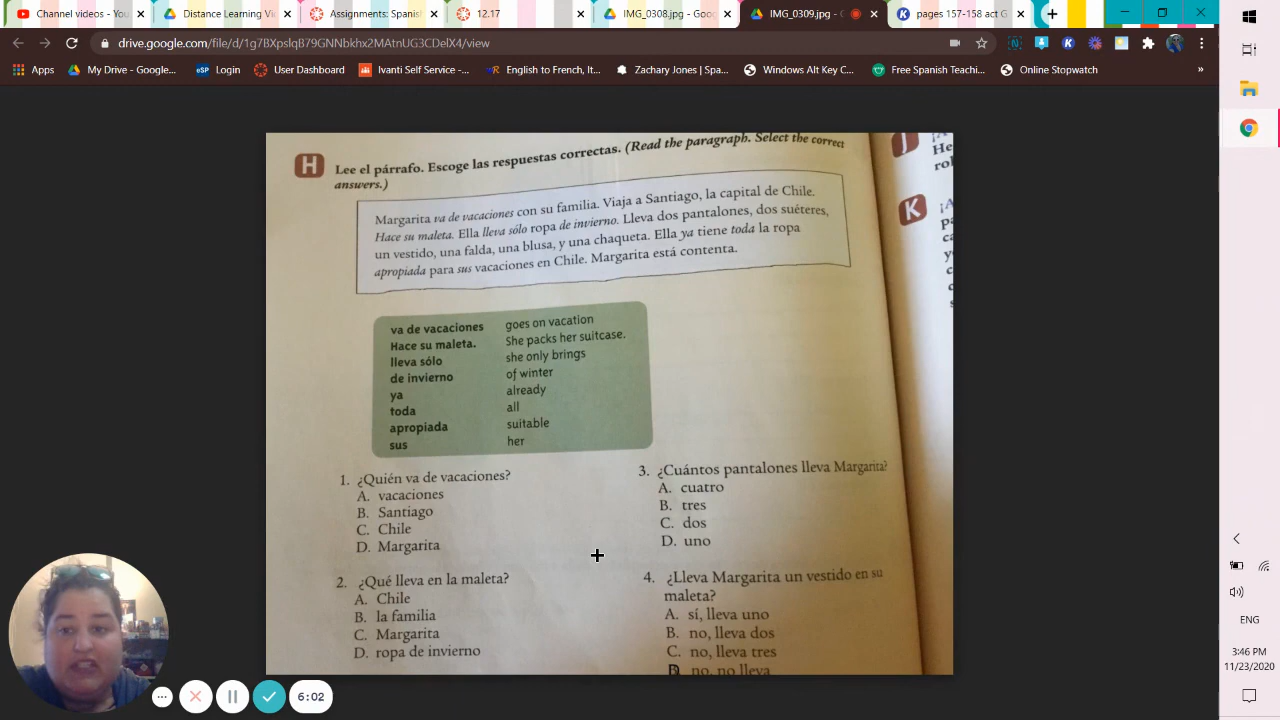 Channel videos - YouTu
Distance Learning Vi
Assignments: Spanis
12.17
IMG_0308.jpg - Goog
IMG_0309.jpg -
pages 157-158 act G
drive.google.com/file/d/1g7BXpslqB79GNNbkhx2MAtnUG3CDelX4/view
Apps
My Drive - Google...
eSP Login
User Dashboard
Ivanti Self Service -...
English to French, It...
Zachary Jones | Spa...
Windows Alt Key C...
Free Spanish Teachi...
Online Stopwatch
»
H
Lee el párrafo. Escoge las respuestas correctas. (Read the paragraph. Select the correct
answers.)
Margarita va de vacaciones con su familia. Viaja a Santiago, la capital de Chile.
Hace su maleta. Ella lleva sólo ropa de invierno. Lleva dos pantalones, dos suéteres,
un vestido, una falda, una blusa, y una chaqueta. Ella ya tiene toda la ropa
apropiada para sus vacaciones en Chile. Margarita está contenta.
va de vacaciones goes on vacation
Hace su maleta. She packs her suitcase.
lleva sólo she only brings
de invierno of winter
ya already
toda all
apropiada suitable
sus her
1. ¿Quién va de vacaciones?
A. vacaciones
B. Santiago
C. Chile
D. Margarita
2. ¿Qué lleva en la maleta?
A. Chile
B. la familia
C. Margarita
D. ropa de invierno
3. ¿Cuántos pantalones lleva Margarita?
A. cuatro
B. tres
C. dos
D. uno
4. ¿Lleva Margarita un vestido en su
maleta?
A. sí, lleva uno
B. no, lleva dos
C. no, lleva tres
D. no, no lleva
J
He
rol
K
6:02
ENG
3:46 PM
11/23/2020